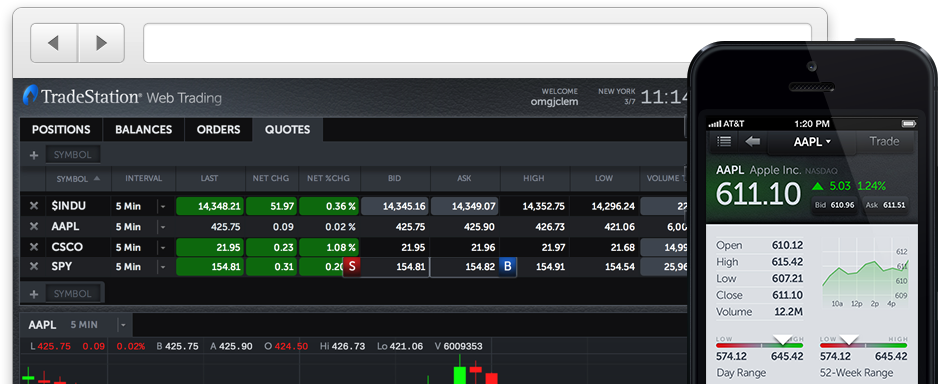 TradeStation® Web Trading
WELCOME
omgjclem
NEW YORK
3/7
11:14
POSITIONS BALANCES ORDERS QUOTES
+ SYMBOL
SYMBOL INTERVAL LAST NET CHG NET %CHG BID ASK HIGH LOW VOLUME T
$INDU 5 Min 14,348.21 51.97 0.36 % 14,345.16 14,349.07 14,352.75 14,296.24 27
AAPL 5 Min 425.75 0.09 0.02 % 425.75 425.90 426.73 421.06 6,00
CSCO 5 Min 21.95 0.23 1.08 % 21.95 21.96 21.97 21.68 14,99
SPY 5 Min 154.81 0.31 0.20 S 154.81 154.82 B 154.91 154.54 25,96
+ SYMBOL
AAPL 5 MIN
L 425.75 0.09 0.02% B 425.75 A 425.90 O 424.50 Hi 426.73 Lo 421.06 V 6009353
AT&T 1:20 PM
AAPL Trade
AAPL Apple Inc. NASDAQ
611.10 5.03 1.24%
Bid 610.96 Ask 611.51
Open 610.12
High 615.42
Low 607.21
Close 611.10
Volume 12.2M
612
611
610
609
10a 12p 2p 4p
LOW HIGH
574.12 645.42
Day Range
LOW HIGH
574.12 645.42
52-Week Range